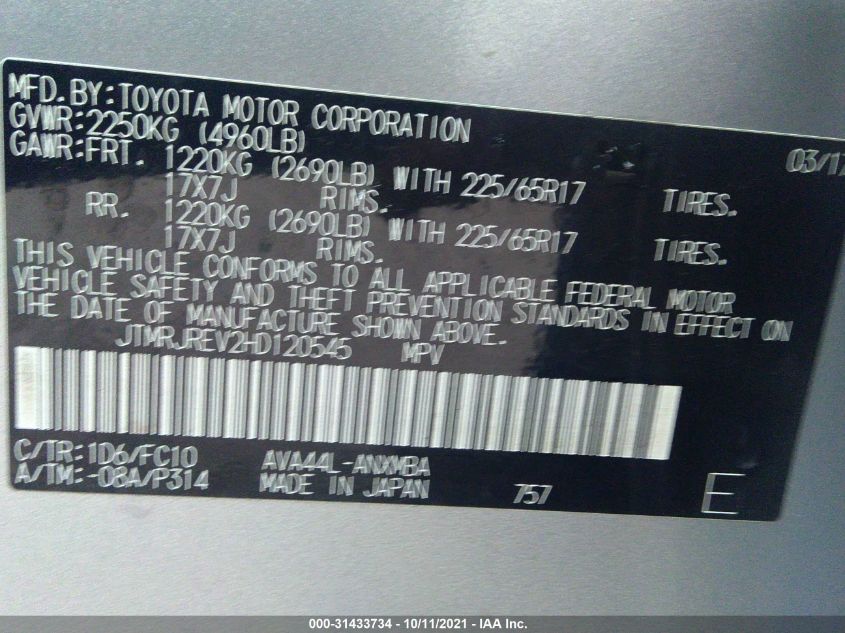 MFD. BY: TOYOTA MOTOR CORPORATION 03/17
GVWR: 2250KG (4960LB)
GAWR: FRT. 1220KG (2690LB) WITH 225/65R17 TIRES.
17X7J RIMS.
RR. 1220KG (2690LB) WITH 225/65R17 TIRES.
17X7J RIMS.
THIS VEHICLE CONFORMS TO ALL APPLICABLE FEDERAL MOTOR
VEHICLE SAFETY AND THEFT PREVENTION STANDARDS IN EFFECT ON
THE DATE OF MANUFACTURE SHOWN ABOVE.
JTMRJREV2HD120545 MPV
C/TR: 1D6/FC10 AVA44L-ANXMBA
A/TM: -08A/P314 MADE IN JAPAN 757 E
000-31433734 - 10/11/2021 - IAA Inc.